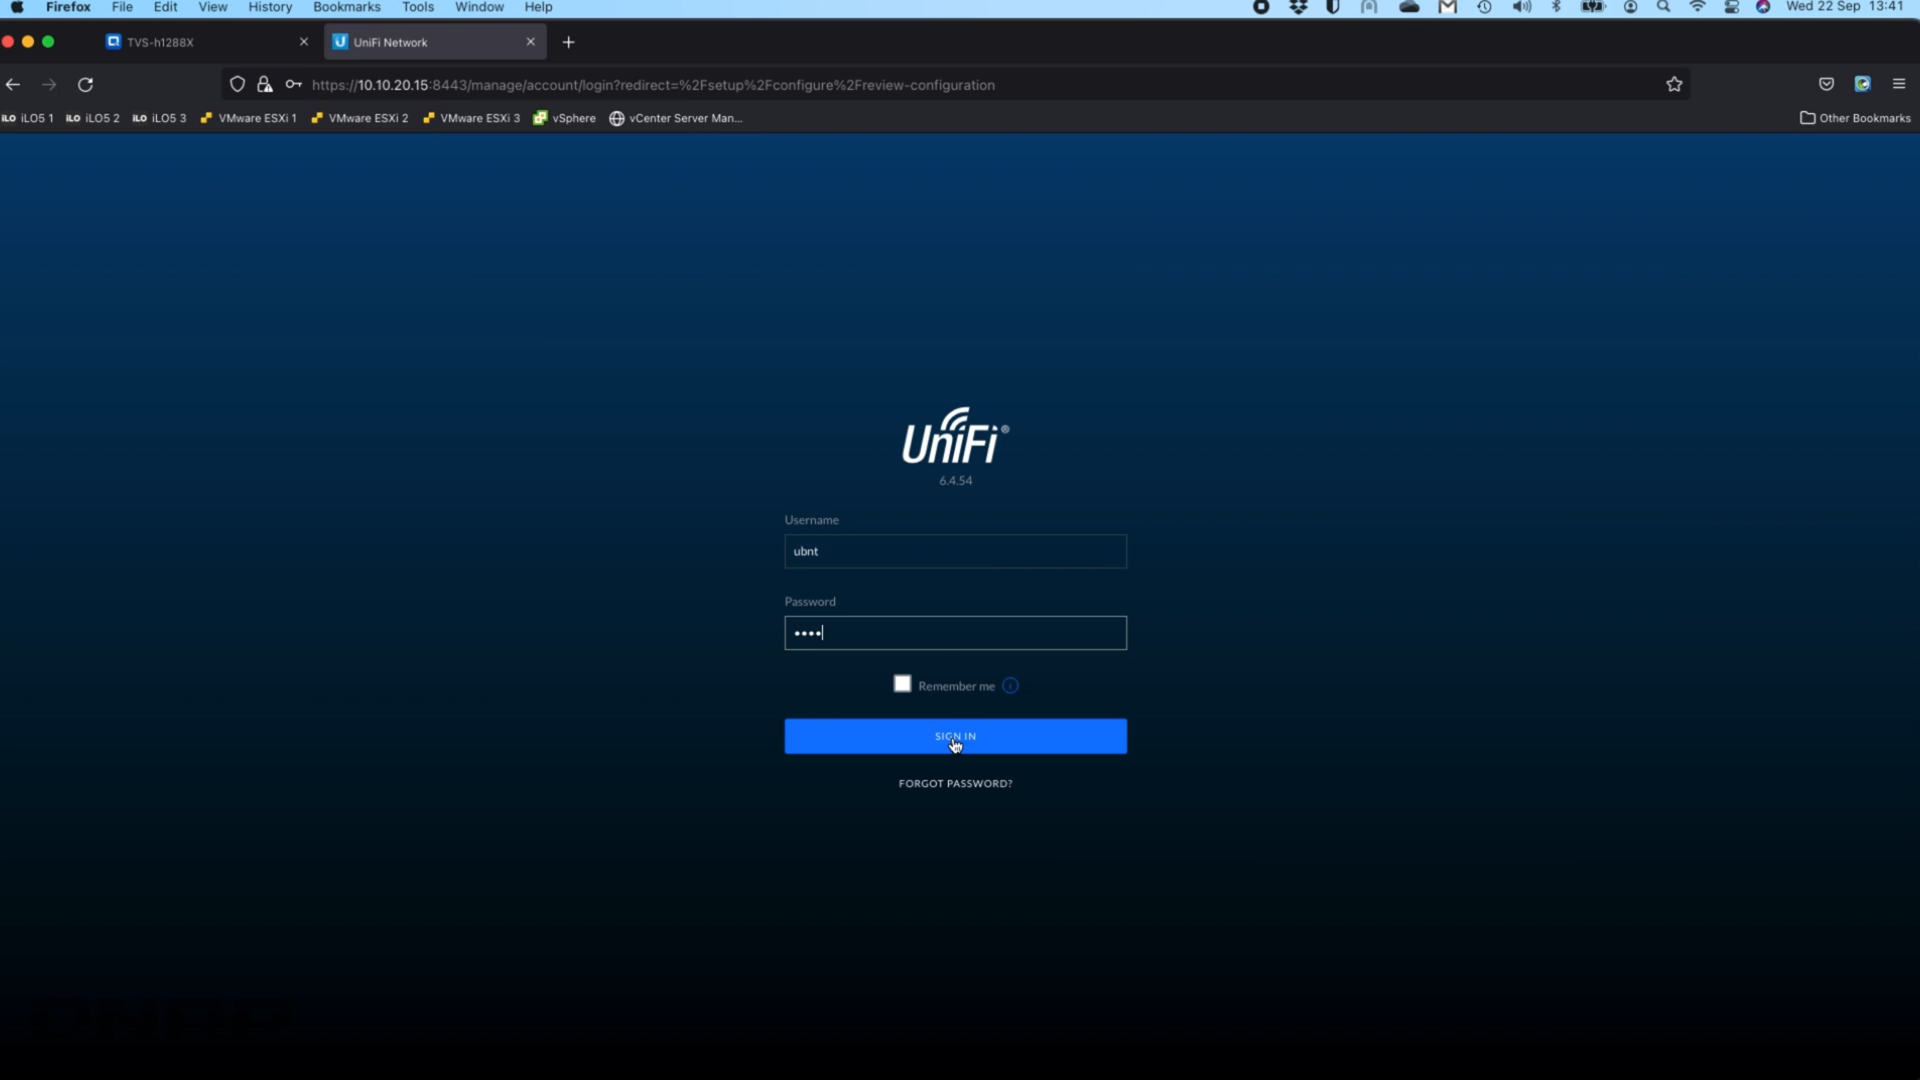 Firefox File Edit View History Bookmarks Tools Window Help Wed 22 Sep 13:41
TVS-h1288X UniFi Network
https://10.10.20.15:8443/manage/account/login?redirect=%2Fsetup%2Fconfigure%2Freview-configuration
iLO iLO5 1 iLO iLO5 2 iLO iLO5 3 VMware ESXi 1 VMware ESXi 2 VMware ESXi 3 vSphere vCenter Server Man... Other Bookmarks
UniFi®
6.4.54
Username
ubnt
Password
••••
Remember me
SIGN IN
FORGOT PASSWORD?